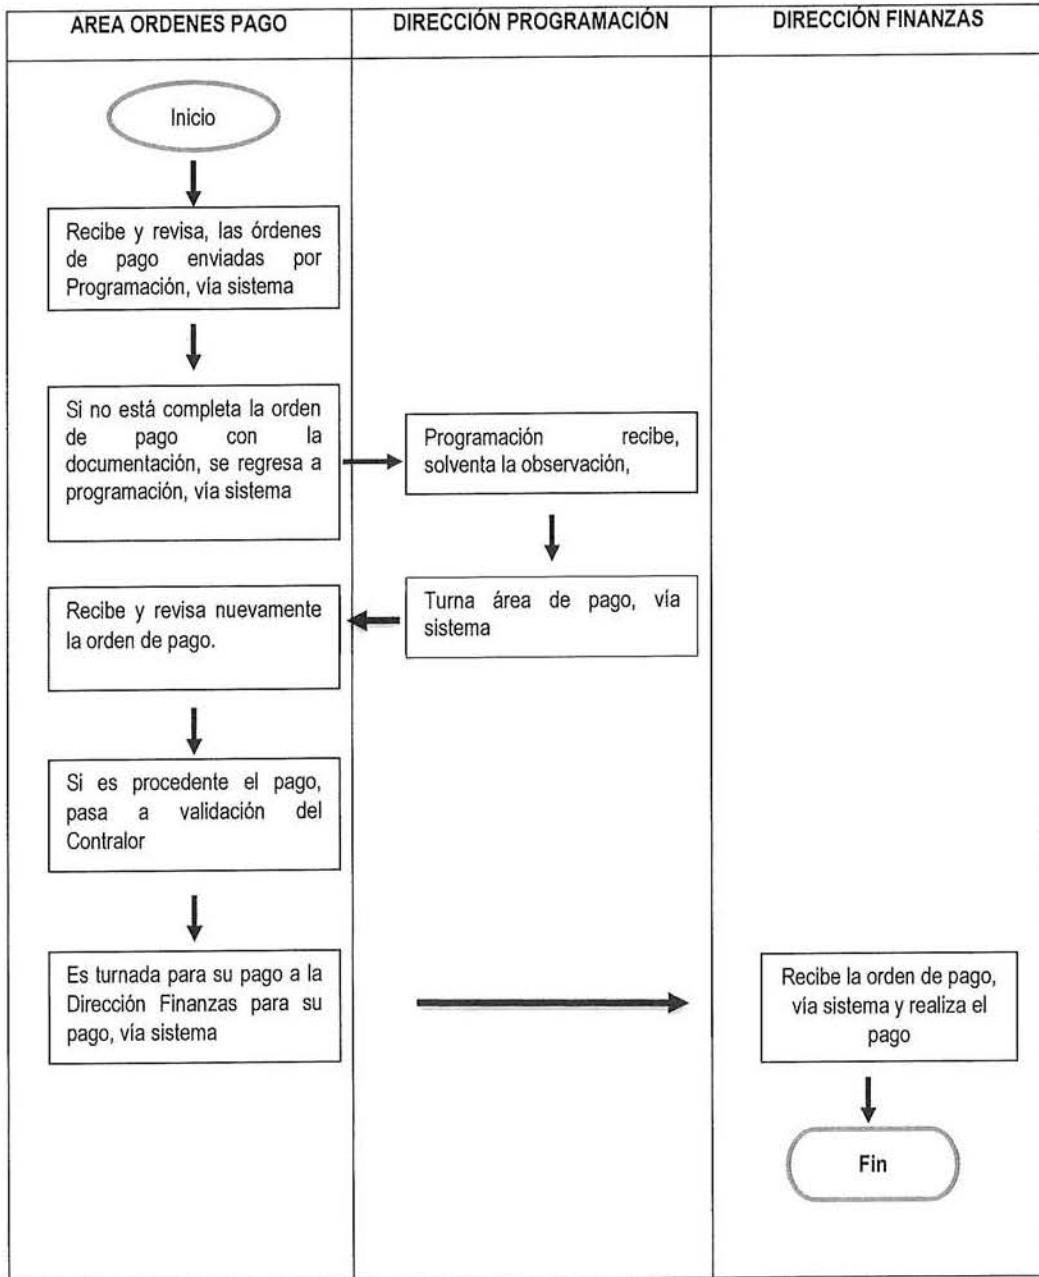 AREA ORDENES PAGO
DIRECCIÓN PROGRAMACIÓN
DIRECCIÓN FINANZAS
Inicio
Recibe y revisa, las órdenes
de pago enviadas por
Programación, vía sistema
Si no está completa la orden
de pago con la
documentación, se regresa a
programación, vía sistema
Programación recibe,
solventa la observación,
Turna área de pago, vía
sistema
Recibe y revisa nuevamente
la orden de pago.
Si es procedente el pago,
pasa a validación del
Contralor
Es turnada para su pago a la
Dirección Finanzas para su
pago, vía sistema
Recibe la orden de pago,
vía sistema y realiza el
pago
Fin